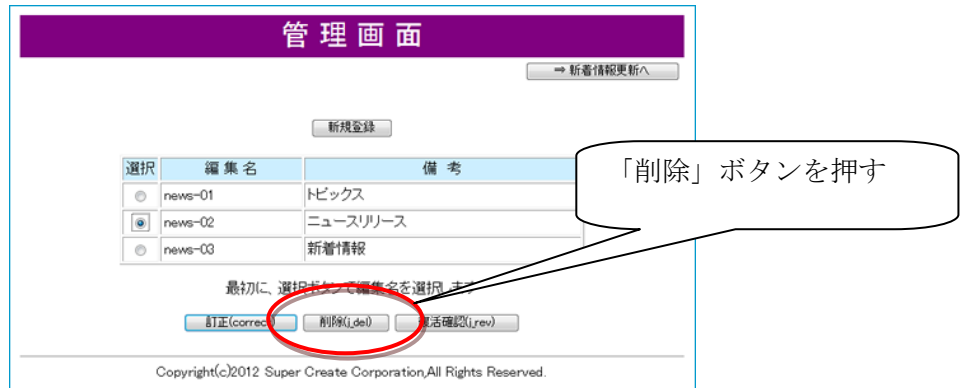 管 理 画 面
⇒ 新着情報更新へ
新規登録
選択 編 集 名 備 考
news-01 トピックス
news-02 ニュースリリース
news-03 新着情報
「削除」ボタンを押す
最初に、選択ボタンで編集名を選択します
訂正(correct) 削除(j_del) 復活確認(j_rev)
Copyright(c)2012 Super Create Corporation,All Rights Reserved.